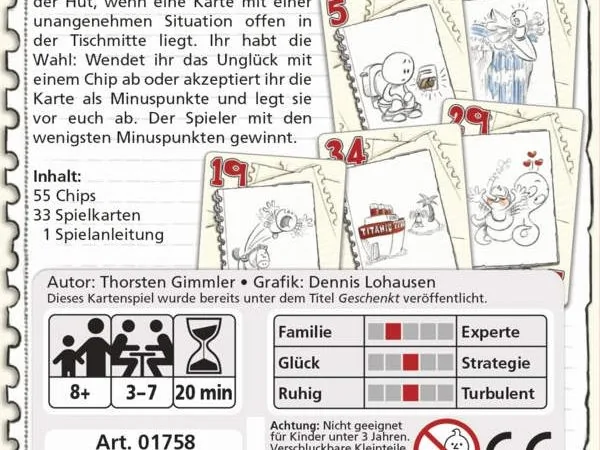 der Hut, wenn eine Karte mit einer
unangenehmen Situation offen in
der Tischmitte liegt. Ihr habt die
Wahl: Wendet ihr das Unglück mit
einem Chip ab oder akzeptiert ihr die
Karte als Minuspunkte und legt sie
vor euch ab. Der Spieler mit den
wenigsten Minuspunkten gewinnt.
5
29
34
19
TITANIC
Inhalt:
55 Chips
33 Spielkarten
1 Spielanleitung
Autor: Thorsten Gimmler • Grafik: Dennis Lohausen
Dieses Kartenspiel wurde bereits unter dem Titel Geschenkt veröffentlicht.
8+ 3–7 20 min
Familie Experte
Glück Strategie
Ruhig Turbulent
Art. 01758
Achtung: Nicht geeignet
für Kinder unter 3 Jahren.
Verschluckbare Kleinteile
CE